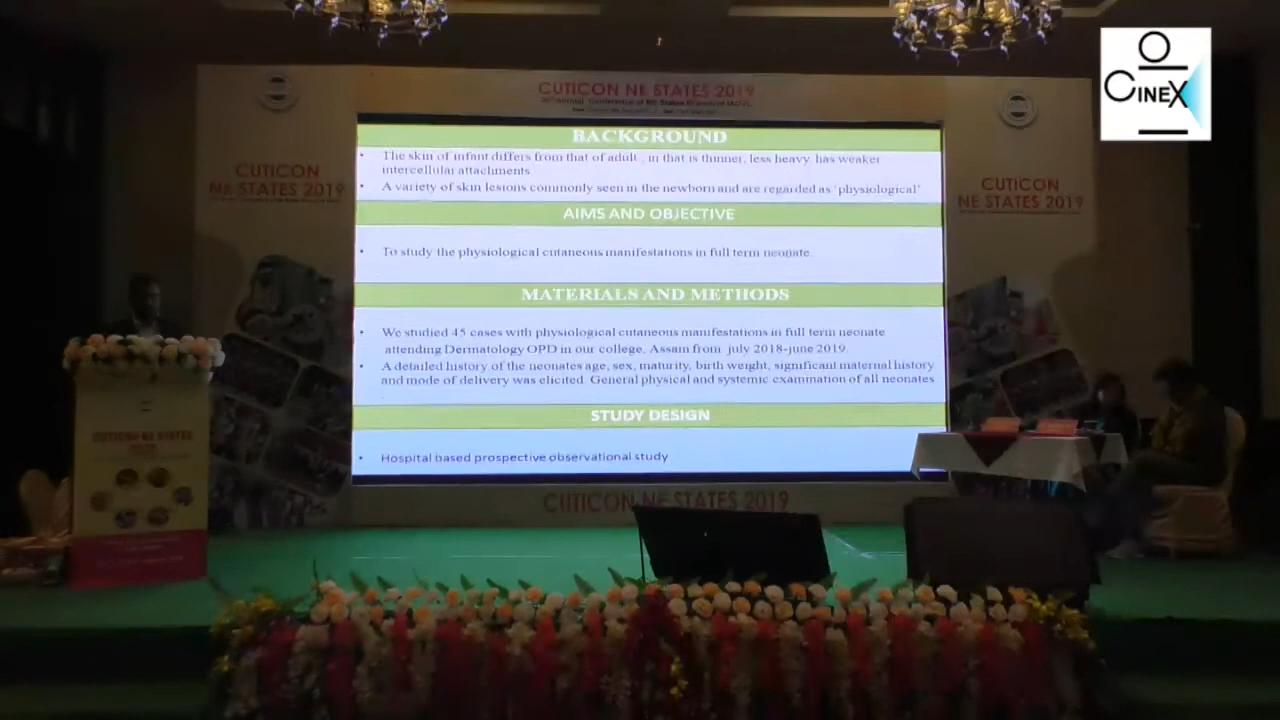 CINEX
CUTICON NE STATES 2019
CUTICON
NE STATES 2019
BACKGROUND
• The skin of infant differs from that of adult , in that is thinner, less heavy has weaker
intercellular attachments
• A variety of skin lesions commonly seen in the newborn and are regarded as 'physiological'
AIMS AND OBJECTIVE
• To study the physiological cutaneous manifestations in full term neonate.
MATERIALS AND METHODS
• We studied 45 cases with physiological cutaneous manifestations in full term neonate
attending Dermatology OPD in our college, Assam from july 2018-june 2019.
• A detailed history of the neonates age, sex, maturity, birth weight, significant maternal history
and mode of delivery was elicited. General physical and systemic examination of all neonates
STUDY DESIGN
• Hospital based prospective observational study
CUTICON
NE STATES 2019
CUTICON NE STATES
CUTICON NE STATES 2019